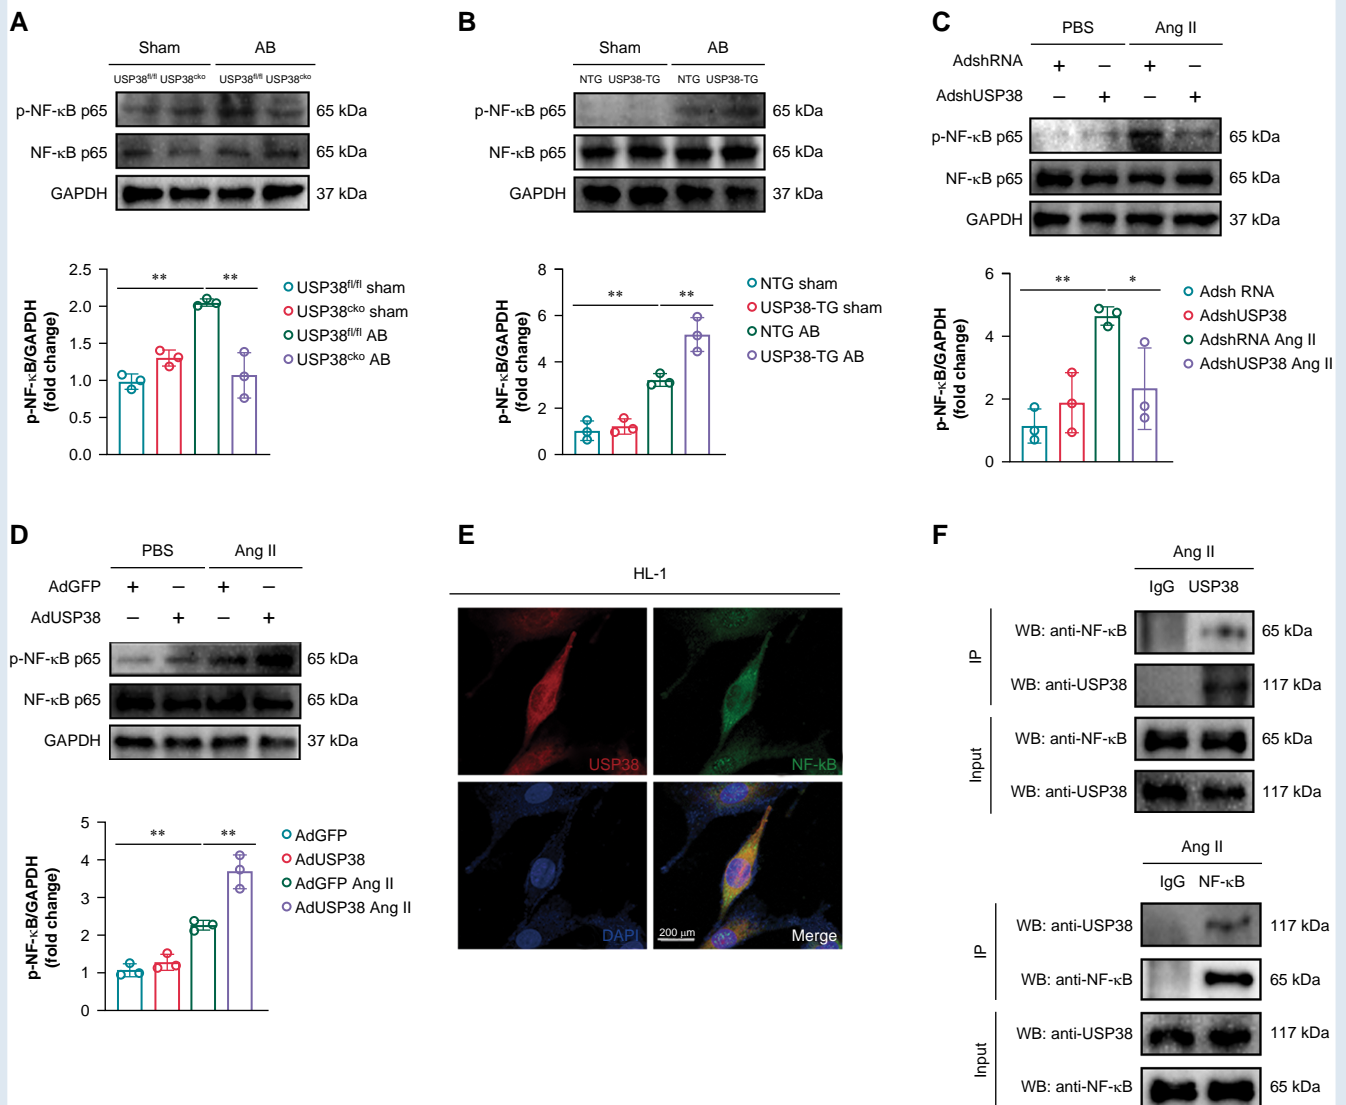 A
Sham AB
USP38fl/fl USP38cko USP38fl/fl USP38cko
p-NF-κB p65 65 kDa
NF-κB p65 65 kDa
GAPDH 37 kDa
p-NF-κB/GAPDH
(fold change)
2.5
2.0
1.5
1.0
0.5
0.0
** **
USP38fl/fl sham
USP38cko sham
USP38fl/fl AB
USP38cko AB
B
Sham AB
NTG USP38-TG NTG USP38-TG
p-NF-κB p65 65 kDa
NF-κB p65 65 kDa
GAPDH 37 kDa
p-NF-κB/GAPDH
(fold change)
8
6
4
2
0
** **
NTG sham
USP38-TG sham
NTG AB
USP38-TG AB
C
PBS Ang II
AdshRNA + − + −
AdshUSP38 − + − +
p-NF-κB p65 65 kDa
NF-κB p65 65 kDa
GAPDH 37 kDa
p-NF-κB/GAPDH
(fold change)
6
4
2
0
** *
Adsh RNA
AdshUSP38
AdshRNA Ang II
AdshUSP38 Ang II
D
PBS Ang II
AdGFP + − + −
AdUSP38 − + − +
p-NF-κB p65 65 kDa
NF-κB p65 65 kDa
GAPDH 37 kDa
p-NF-κB/GAPDH
(fold change)
5
4
3
2
1
0
** **
AdGFP
AdUSP38
AdGFP Ang II
AdUSP38 Ang II
E
HL-1
USP38
NF-kB
DAPI
200 μm
Merge
F
Ang II
IgG USP38
IP
WB: anti-NF-κB 65 kDa
WB: anti-USP38 117 kDa
Input
WB: anti-NF-κB 65 kDa
WB: anti-USP38 117 kDa
Ang II
IgG NF-κB
IP
WB: anti-USP38 117 kDa
WB: anti-NF-κB 65 kDa
Input
WB: anti-USP38 117 kDa
WB: anti-NF-κB 65 kDa